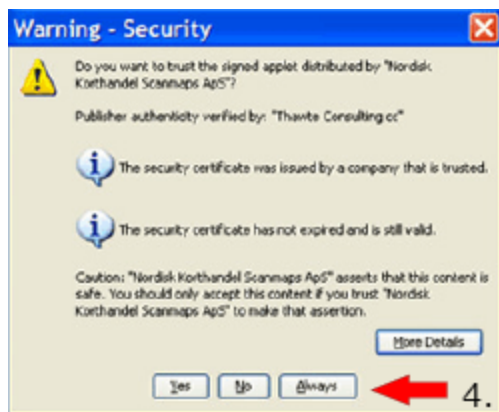 Warning - Security
Do you want to trust the signed applet distributed by "Nordisk
Korthandel Scanmaps ApS"?
Publisher authenticity verified by: "Thawte Consulting cc"
The security certificate was issued by a company that is trusted.
The security certificate has not expired and is still valid.
Caution: "Nordisk Korthandel Scanmaps ApS" asserts that this content is
safe. You should only accept this content if you trust "Nordisk
Korthandel Scanmaps ApS" to make that assertion.
More Details
Yes No Always 4.